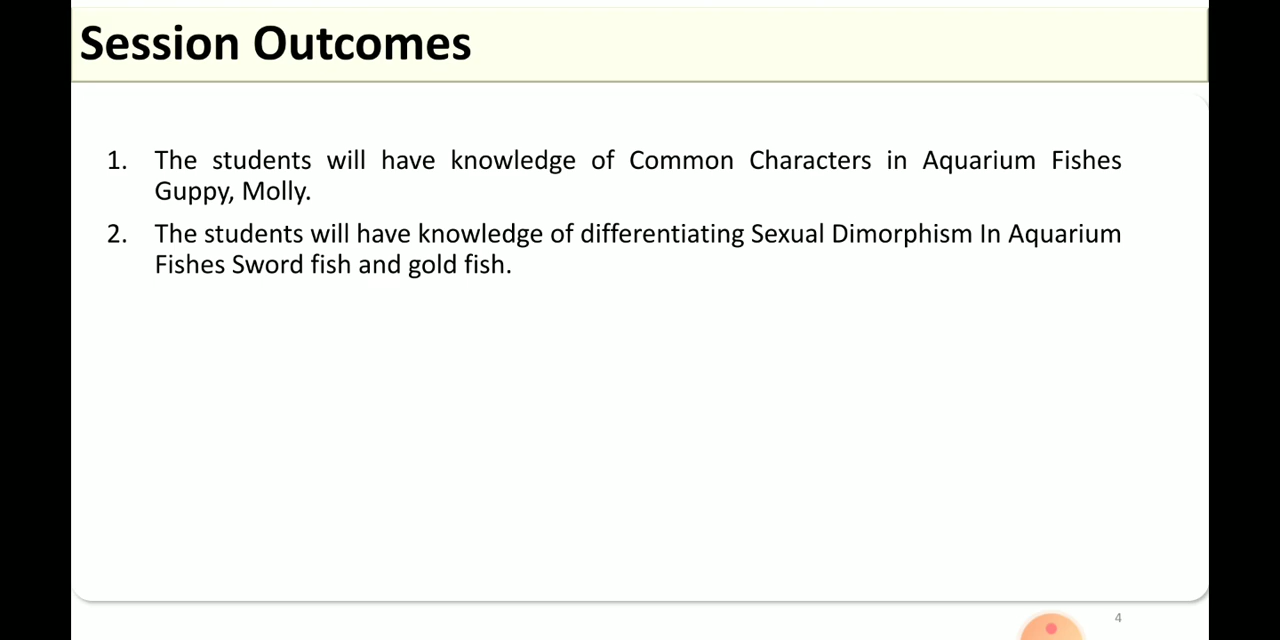 Session Outcomes
1. The students will have knowledge of Common Characters in Aquarium Fishes
Guppy, Molly.
2. The students will have knowledge of differentiating Sexual Dimorphism In Aquarium
Fishes Sword fish and gold fish.
4